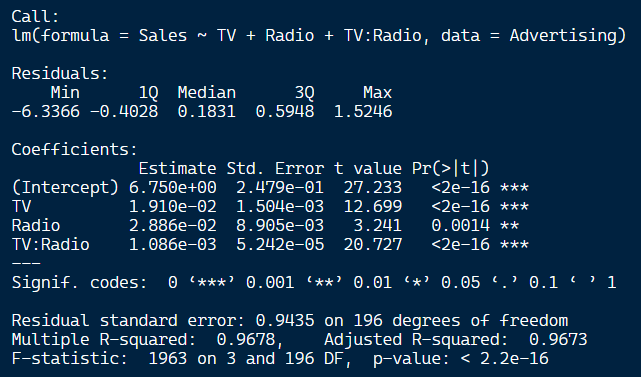 Call:
lm(formula = Sales ~ TV + Radio + TV:Radio, data = Advertising)
Residuals:
    Min      1Q  Median      3Q     Max
-6.3366 -0.4028  0.1831  0.5948  1.5246
Coefficients:
             Estimate Std. Error t value Pr(>|t|)
(Intercept) 6.750e+00  2.479e-01  27.233   <2e-16 ***
TV          1.910e-02  1.504e-03  12.699   <2e-16 ***
Radio       2.886e-02  8.905e-03   3.241   0.0014 **
TV:Radio    1.086e-03  5.242e-05  20.727   <2e-16 ***
---
Signif. codes:  0 ‘***’ 0.001 ‘**’ 0.01 ‘*’ 0.05 ‘.’ 0.1 ‘ ’ 1
Residual standard error: 0.9435 on 196 degrees of freedom
Multiple R-squared:  0.9678,    Adjusted R-squared:  0.9673
F-statistic:  1963 on 3 and 196 DF,  p-value: < 2.2e-16